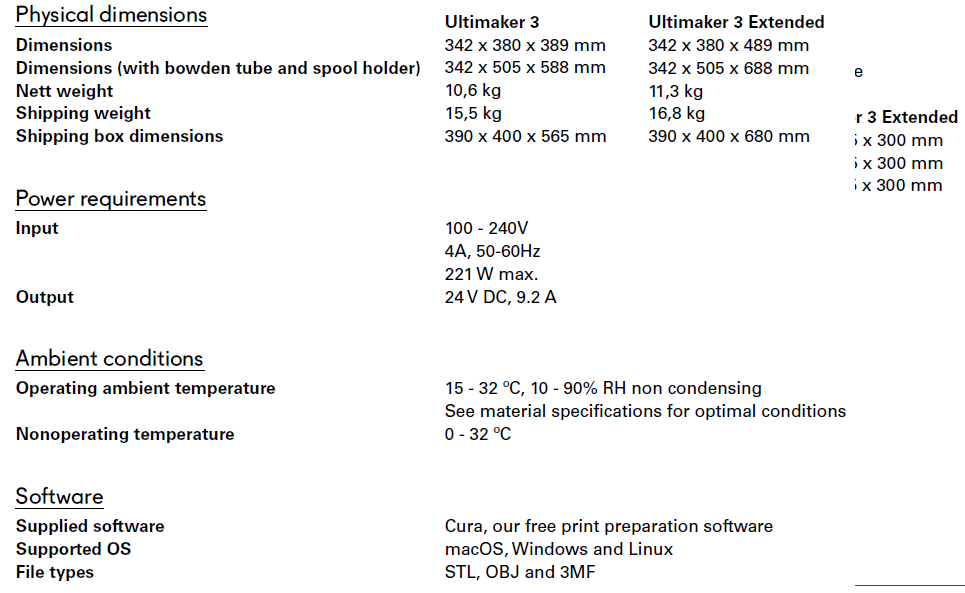 Physical dimensions
Ultimaker 3 Ultimaker 3 Extended
Dimensions 342 x 380 x 389 mm 342 x 380 x 489 mm
Dimensions (with bowden tube and spool holder) 342 x 505 x 588 mm 342 x 505 x 688 mm
e
Nett weight 10,6 kg 11,3 kg
Shipping weight 15,5 kg 16,8 kg
r 3 Extended
Shipping box dimensions 390 x 400 x 565 mm 390 x 400 x 680 mm
x 300 mm
x 300 mm
x 300 mm
Power requirements
Input 100 - 240V
4A, 50-60Hz
221 W max.
Output 24 V DC, 9.2 A
Ambient conditions
Operating ambient temperature 15 - 32 ºC, 10 - 90% RH non condensing
See material specifications for optimal conditions
Nonoperating temperature 0 - 32 ºC
Software
Supplied software Cura, our free print preparation software
Supported OS macOS, Windows and Linux
File types STL, OBJ and 3MF